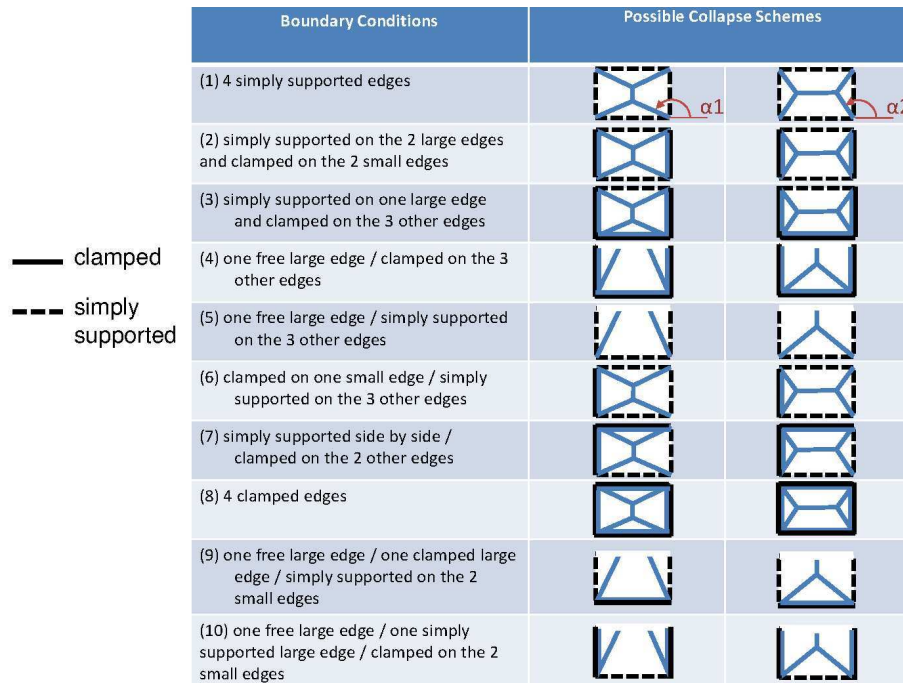 Boundary Conditions
Possible Collapse Schemes
(1) 4 simply supported edges
α1
α2
(2) simply supported on the 2 large edges
and clamped on the 2 small edges
(3) simply supported on one large edge
and clamped on the 3 other edges
clamped
simply
supported
(4) one free large edge / clamped on the 3
other edges
(5) one free large edge / simply supported
on the 3 other edges
(6) clamped on one small edge / simply
supported on the 3 other edges
(7) simply supported side by side /
clamped on the 2 other edges
(8) 4 clamped edges
(9) one free large edge / one clamped large
edge / simply supported on the 2
small edges
(10) one free large edge / one simply
supported large edge / clamped on the 2
small edges